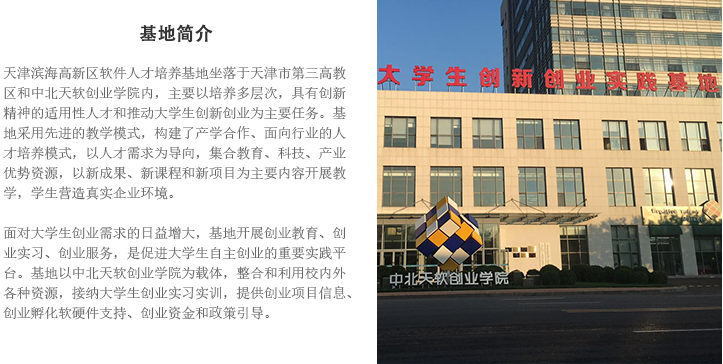 基地简介
天津滨海高新区软件人才培养基地坐落于天津市第三高教
区和中北天软创业学院内，主要以培养多层次，具有创新
精神的适用性人才和推动大学生创新创业为主要任务。基
地采用先进的教学模式，构建了产学合作、面向行业的人
才培养模式，以人才需求为导向，集合教育、科技、产业
优势资源，以新成果、新课程和新项目为主要内容开展教
学，学生营造真实企业环境。
面对大学生创业需求的日益增大，基地开展创业教育、创
业实习、创业服务，是促进大学生自主创业的重要实践平
台。基地以中北天软创业学院为载体，整合和利用校内外
各种资源，接纳大学生创业实习实训，提供创业项目信息、
创业孵化软硬件支持、创业资金和政策引导。
大学生创新创业实践基地
中北天软创业学院